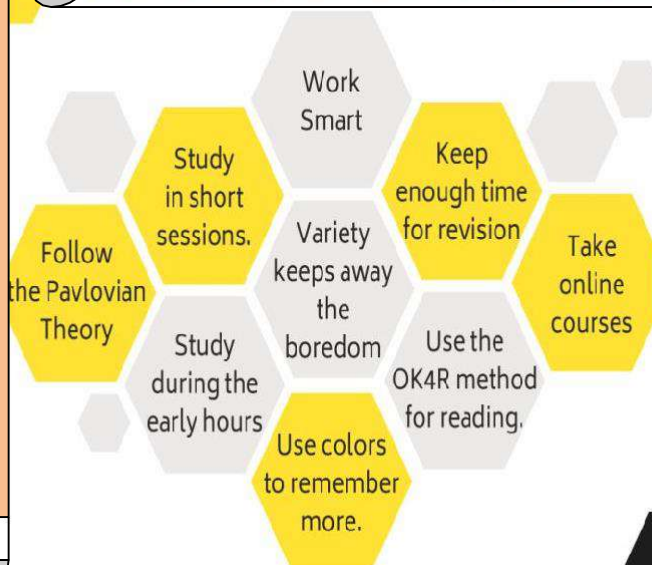 Work
Smart
Study
in short
sessions.
Keep
enough time
for revision
Follow
the Pavlovian
Theory
Variety
keeps away
the
boredom
Take
online
courses
Study
during the
early hours
Use the
OK4R method
for reading.
Use colors
to remember
more.